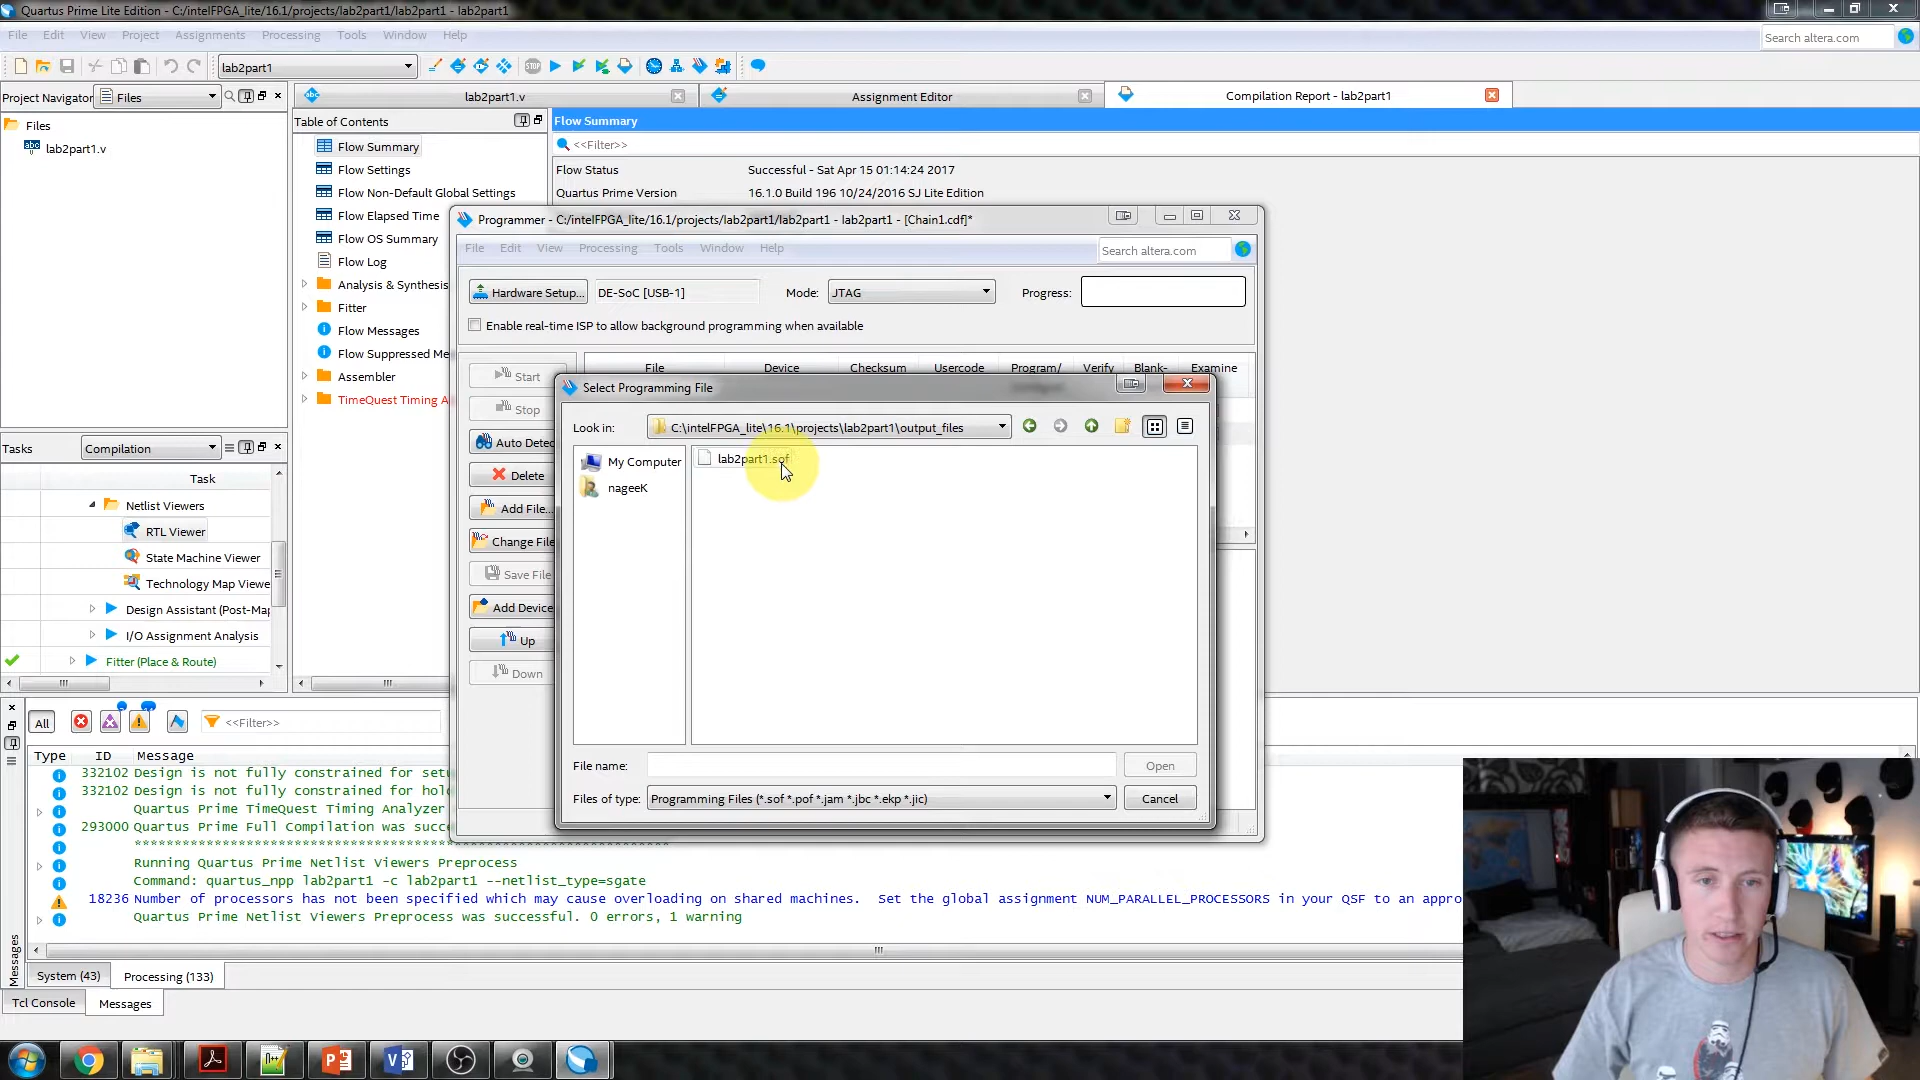 Quartus Prime Lite Edition - C:/intelFPGA_lite/16.1/projects/lab2part1/lab2part1 - lab2part1
File Edit View Project Assignments Processing Tools Window Help
Search altera.com
lab2part1
Project Navigator Files
lab2part1.v
Assignment Editor
Compilation Report - lab2part1
Files
lab2part1.v
Table of Contents
Flow Summary
Flow Settings
Flow Non-Default Global Settings
Flow Elapsed Time
Flow OS Summary
Flow Log
Analysis & Synthesis
Fitter
Flow Messages
Flow Suppressed Me
Assembler
TimeQuest Timing A
Flow Summary
<<Filter>>
Flow Status Successful - Sat Apr 15 01:14:24 2017
Quartus Prime Version 16.1.0 Build 196 10/24/2016 SJ Lite Edition
Programmer - C:/intelFPGA_lite/16.1/projects/lab2part1/lab2part1 - lab2part1 - [Chain1.cdf]*
File Edit View Processing Tools Window Help
Search altera.com
Hardware Setup... DE-SoC [USB-1] Mode: JTAG Progress:
Enable real-time ISP to allow background programming when available
Start
Stop
Auto Detec
Delete
Add File...
Change File
Save File
Add Device
Up
Down
File Device Checksum Usercode Program/ Verify Blank- Examine
Select Programming File
Look in: C:\intelFPGA_lite\16.1\projects\lab2part1\output_files
My Computer
nageeK
lab2part1.sof
File name: Open
Files of type: Programming Files (*.sof *.pof *.jam *.jbc *.ekp *.jic) Cancel
Tasks Compilation
Task
Netlist Viewers
RTL Viewer
State Machine Viewer
Technology Map Viewe
Design Assistant (Post-Map
I/O Assignment Analysis
Fitter (Place & Route)
All <<Filter>>
Type ID Message
332102 Design is not fully constrained for setu
332102 Design is not fully constrained for hol
Quartus Prime TimeQuest Timing Analyzer
293000 Quartus Prime Full Compilation was succe
Running Quartus Prime Netlist Viewers Preprocess
Command: quartus_npp lab2part1 -c lab2part1 --netlist_type=sgate
18236 Number of processors has not been specified which may cause overloading on shared machines. Set the global assignment NUM_PARALLEL_PROCESSORS in your QSF to an appro
Quartus Prime Netlist Viewers Preprocess was successful. 0 errors, 1 warning
System (43) Processing (133)
Tcl Console Messages
Messages